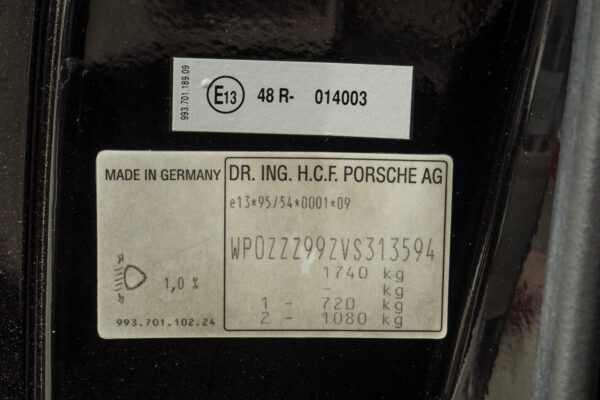 993.701.189.09
E13 48 R- 014003
MADE IN GERMANY
DR. ING. H.C.F. PORSCHE AG
e13*95/54*0001*09
WP0ZZZ99ZVS313594
1740 kg
- kg
1 - 720 kg
2 - 1080 kg
1,0 %
993.701.102.24